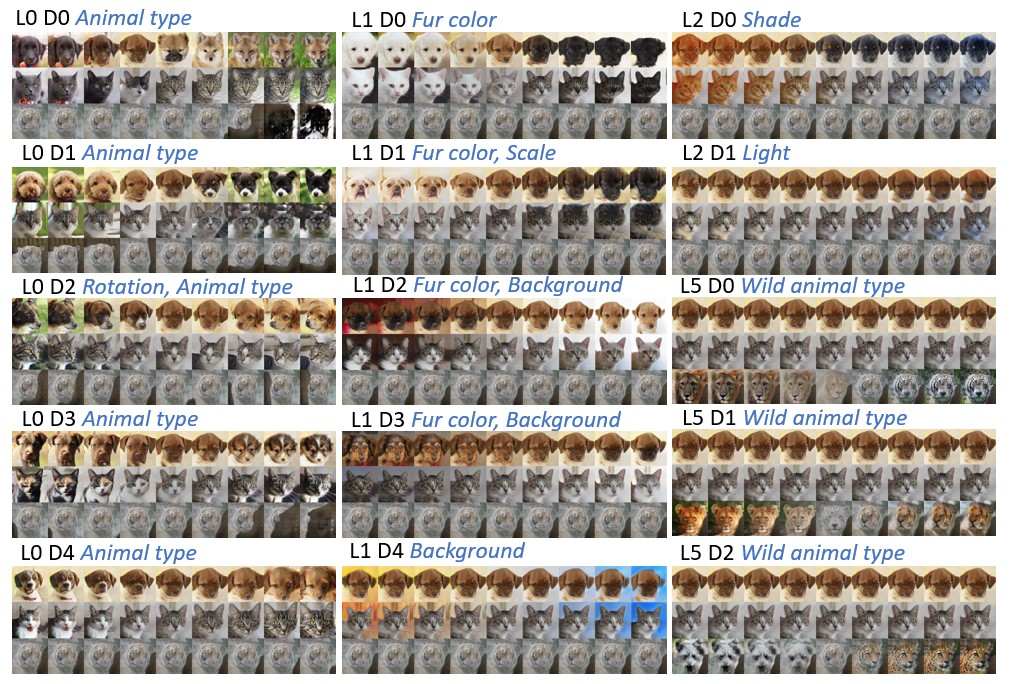 L0 D0 Animal type
L1 D0 Fur color
L2 D0 Shade
L0 D1 Animal type
L1 D1 Fur color, Scale
L2 D1 Light
L0 D2 Rotation, Animal type
L1 D2 Fur color, Background
L5 D0 Wild animal type
L0 D3 Animal type
L1 D3 Fur color, Background
L5 D1 Wild animal type
L0 D4 Animal type
L1 D4 Background
L5 D2 Wild animal type